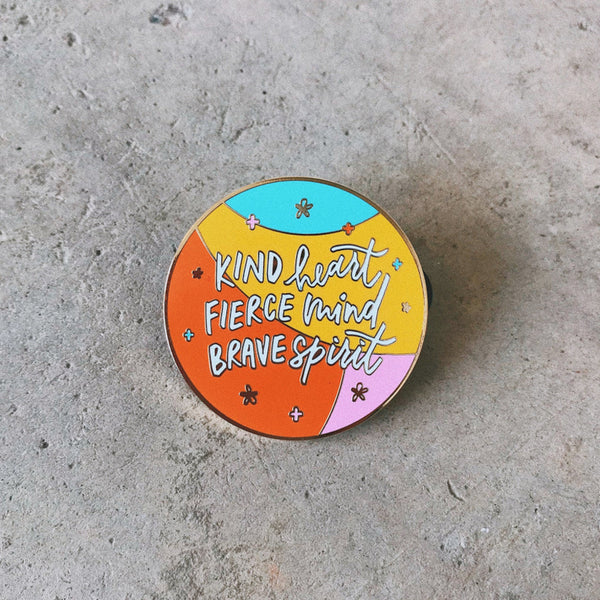 KIND heart
FIERCE mind
BRAVE spirit